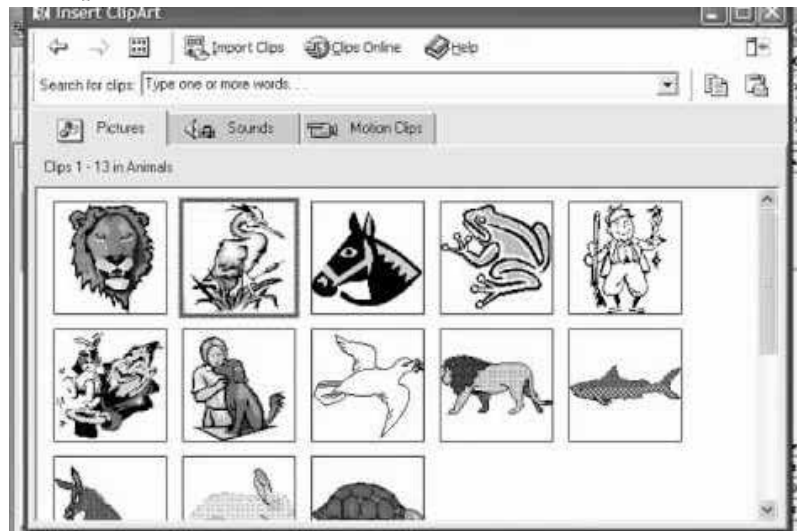 Insert ClipArt
Import Clips Clips Online Help
Search for clips: Type one or more words. . .
Pictures Sounds Motion Clips
Clips 1 - 13 in Animals